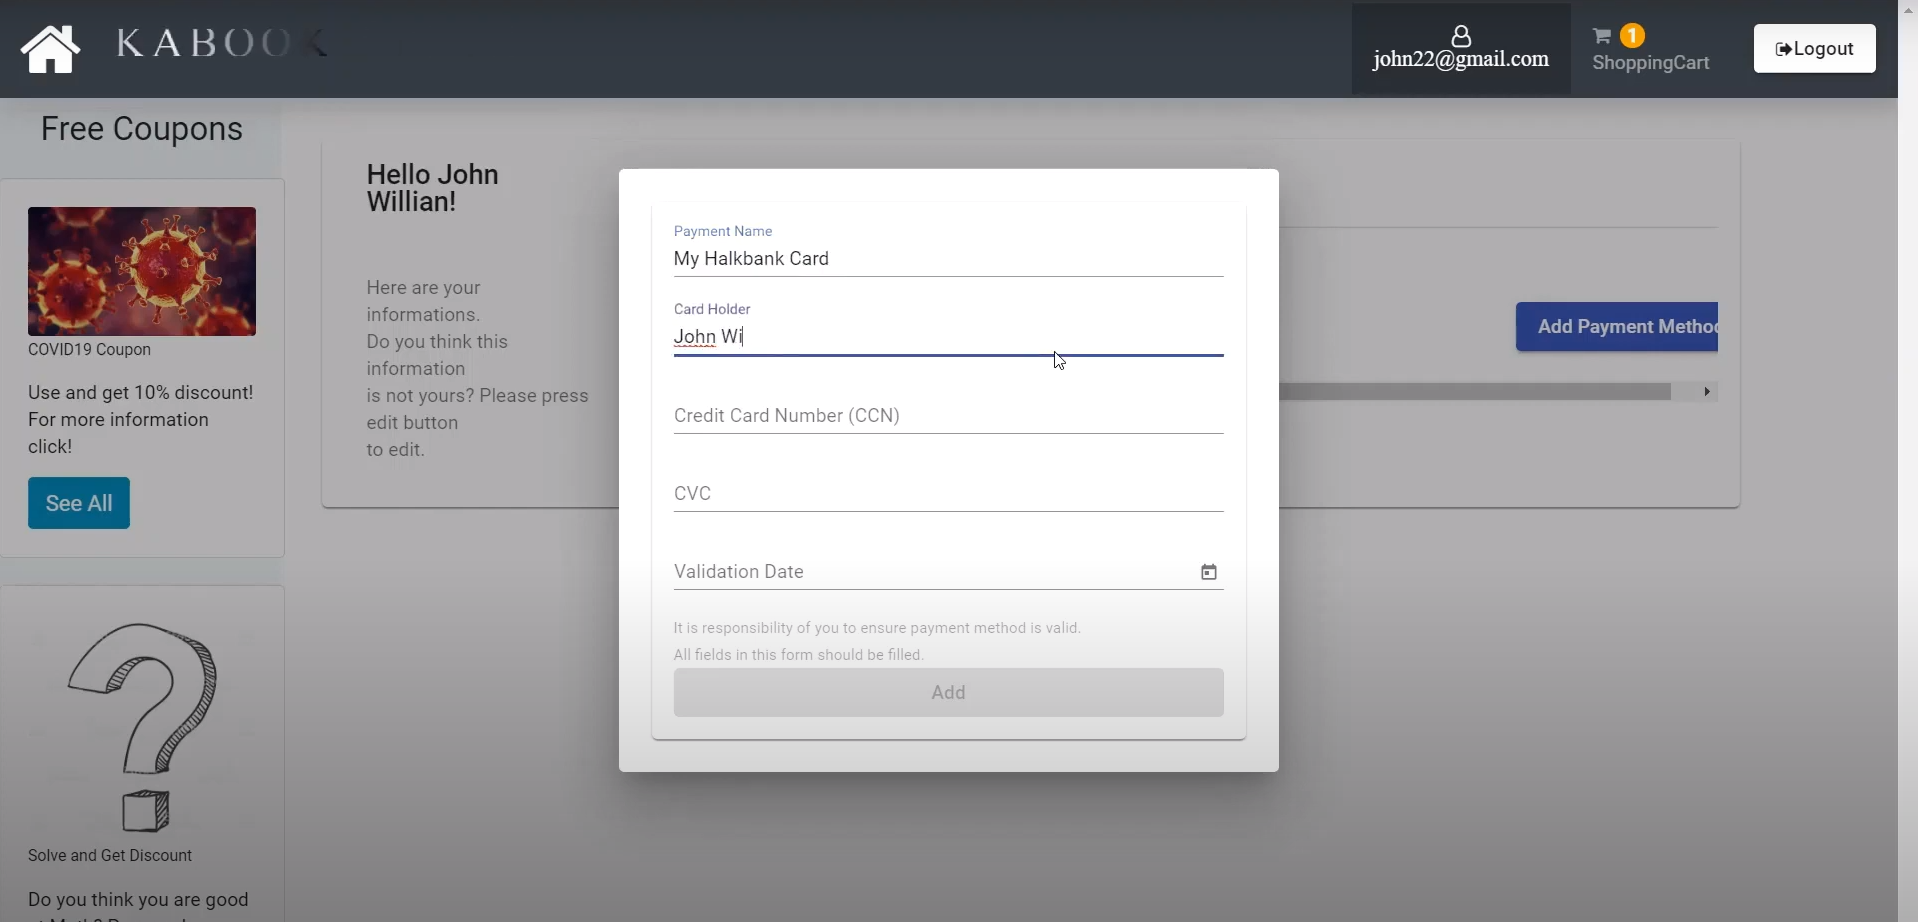 KABOOK
john22@gmail.com
1
ShoppingCart
Logout
Free Coupons
COVID19 Coupon
Use and get 10% discount!
For more information
click!
See All
Solve and Get Discount
Do you think you are good
Hello John
Willian!
Here are your
informations.
Do you think this
information
is not yours? Please press
edit button
to edit.
Payment Name
My Halkbank Card
Card Holder
John Wi
Credit Card Number (CCN)
CVC
Validation Date
It is responsibility of you to ensure payment method is valid.
All fields in this form should be filled.
Add
Add Payment Method